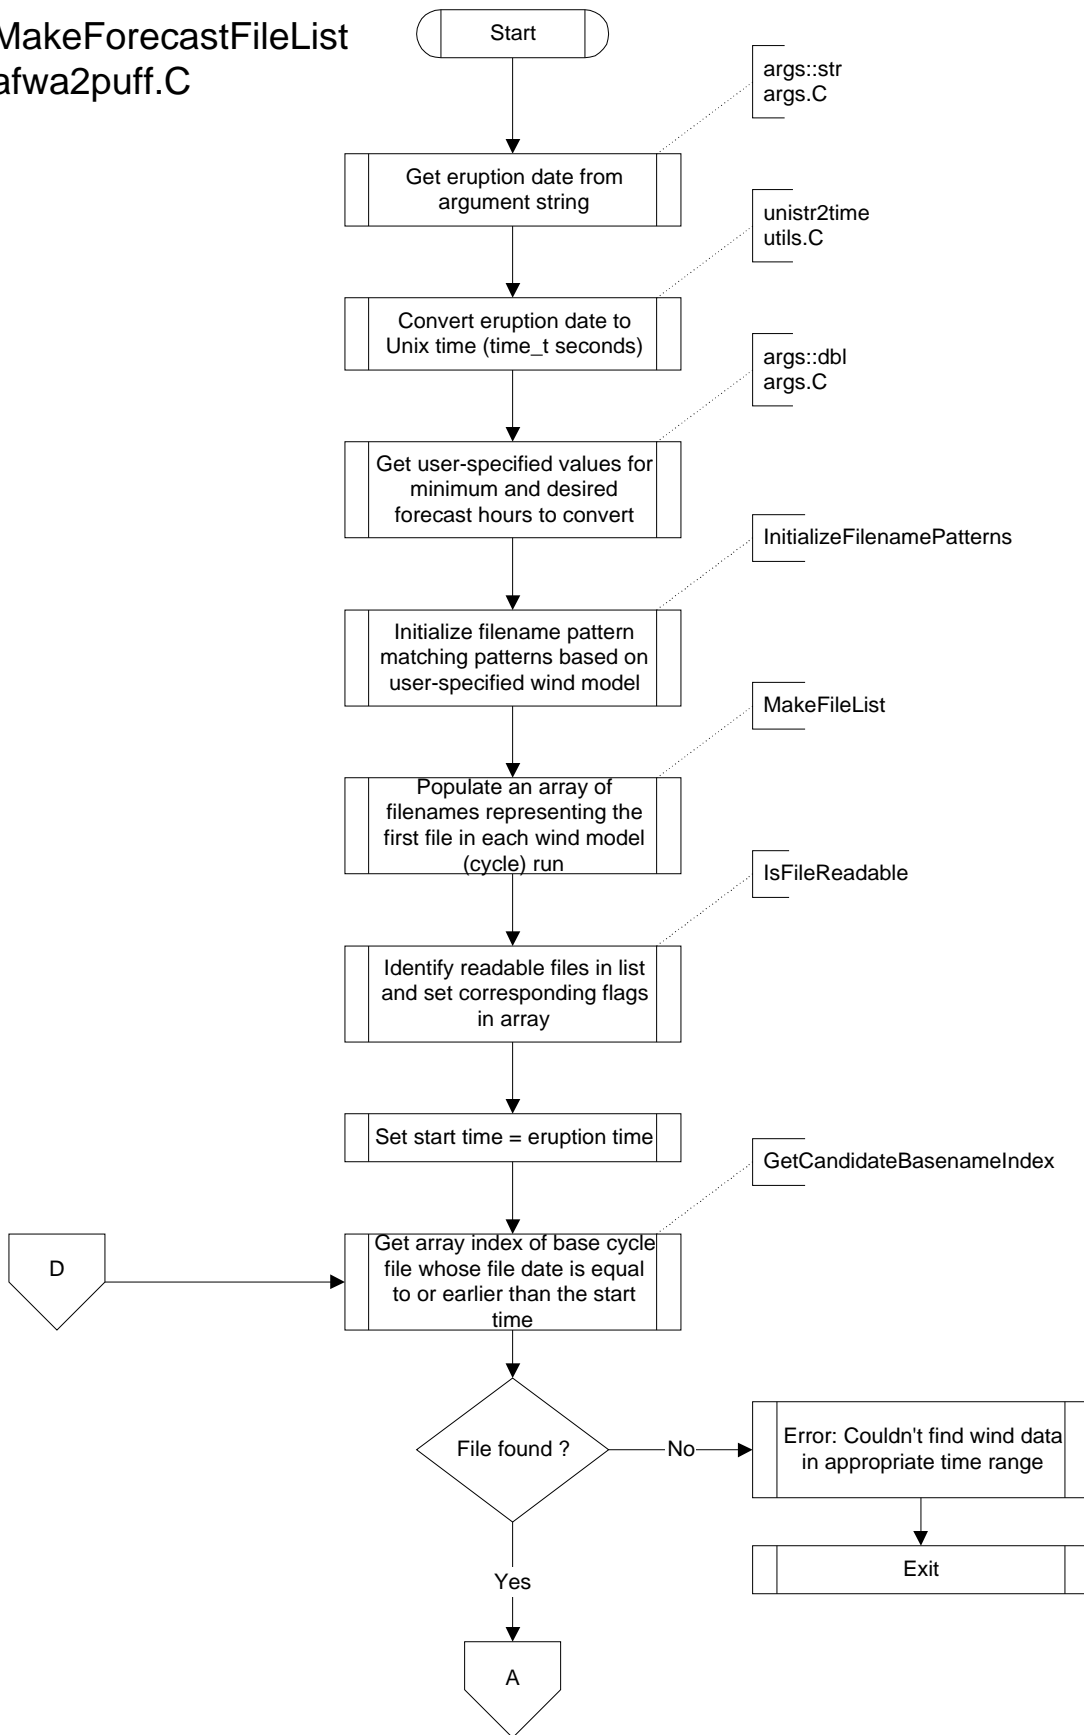 MakeForecastFileList
afwa2puff.C
Start
args::str
args.C
Get eruption date from
argument string
unistr2time
utils.C
Convert eruption date to
Unix time (time_t seconds)
args::dbl
args.C
Get user-specified values for
minimum and desired
forecast hours to convert
InitializeFilenamePatterns
Initialize filename pattern
matching patterns based on
user-specified wind model
MakeFileList
Populate an array of
filenames representing the
first file in each wind model
(cycle) run
IsFileReadable
Identify readable files in list
and set corresponding flags
in array
Set start time = eruption time
GetCandidateBasenameIndex
D
Get array index of base cycle
file whose file date is equal
to or earlier than the start
time
File found ?
No
Error: Couldn't find wind data
in appropriate time range
Exit
Yes
A